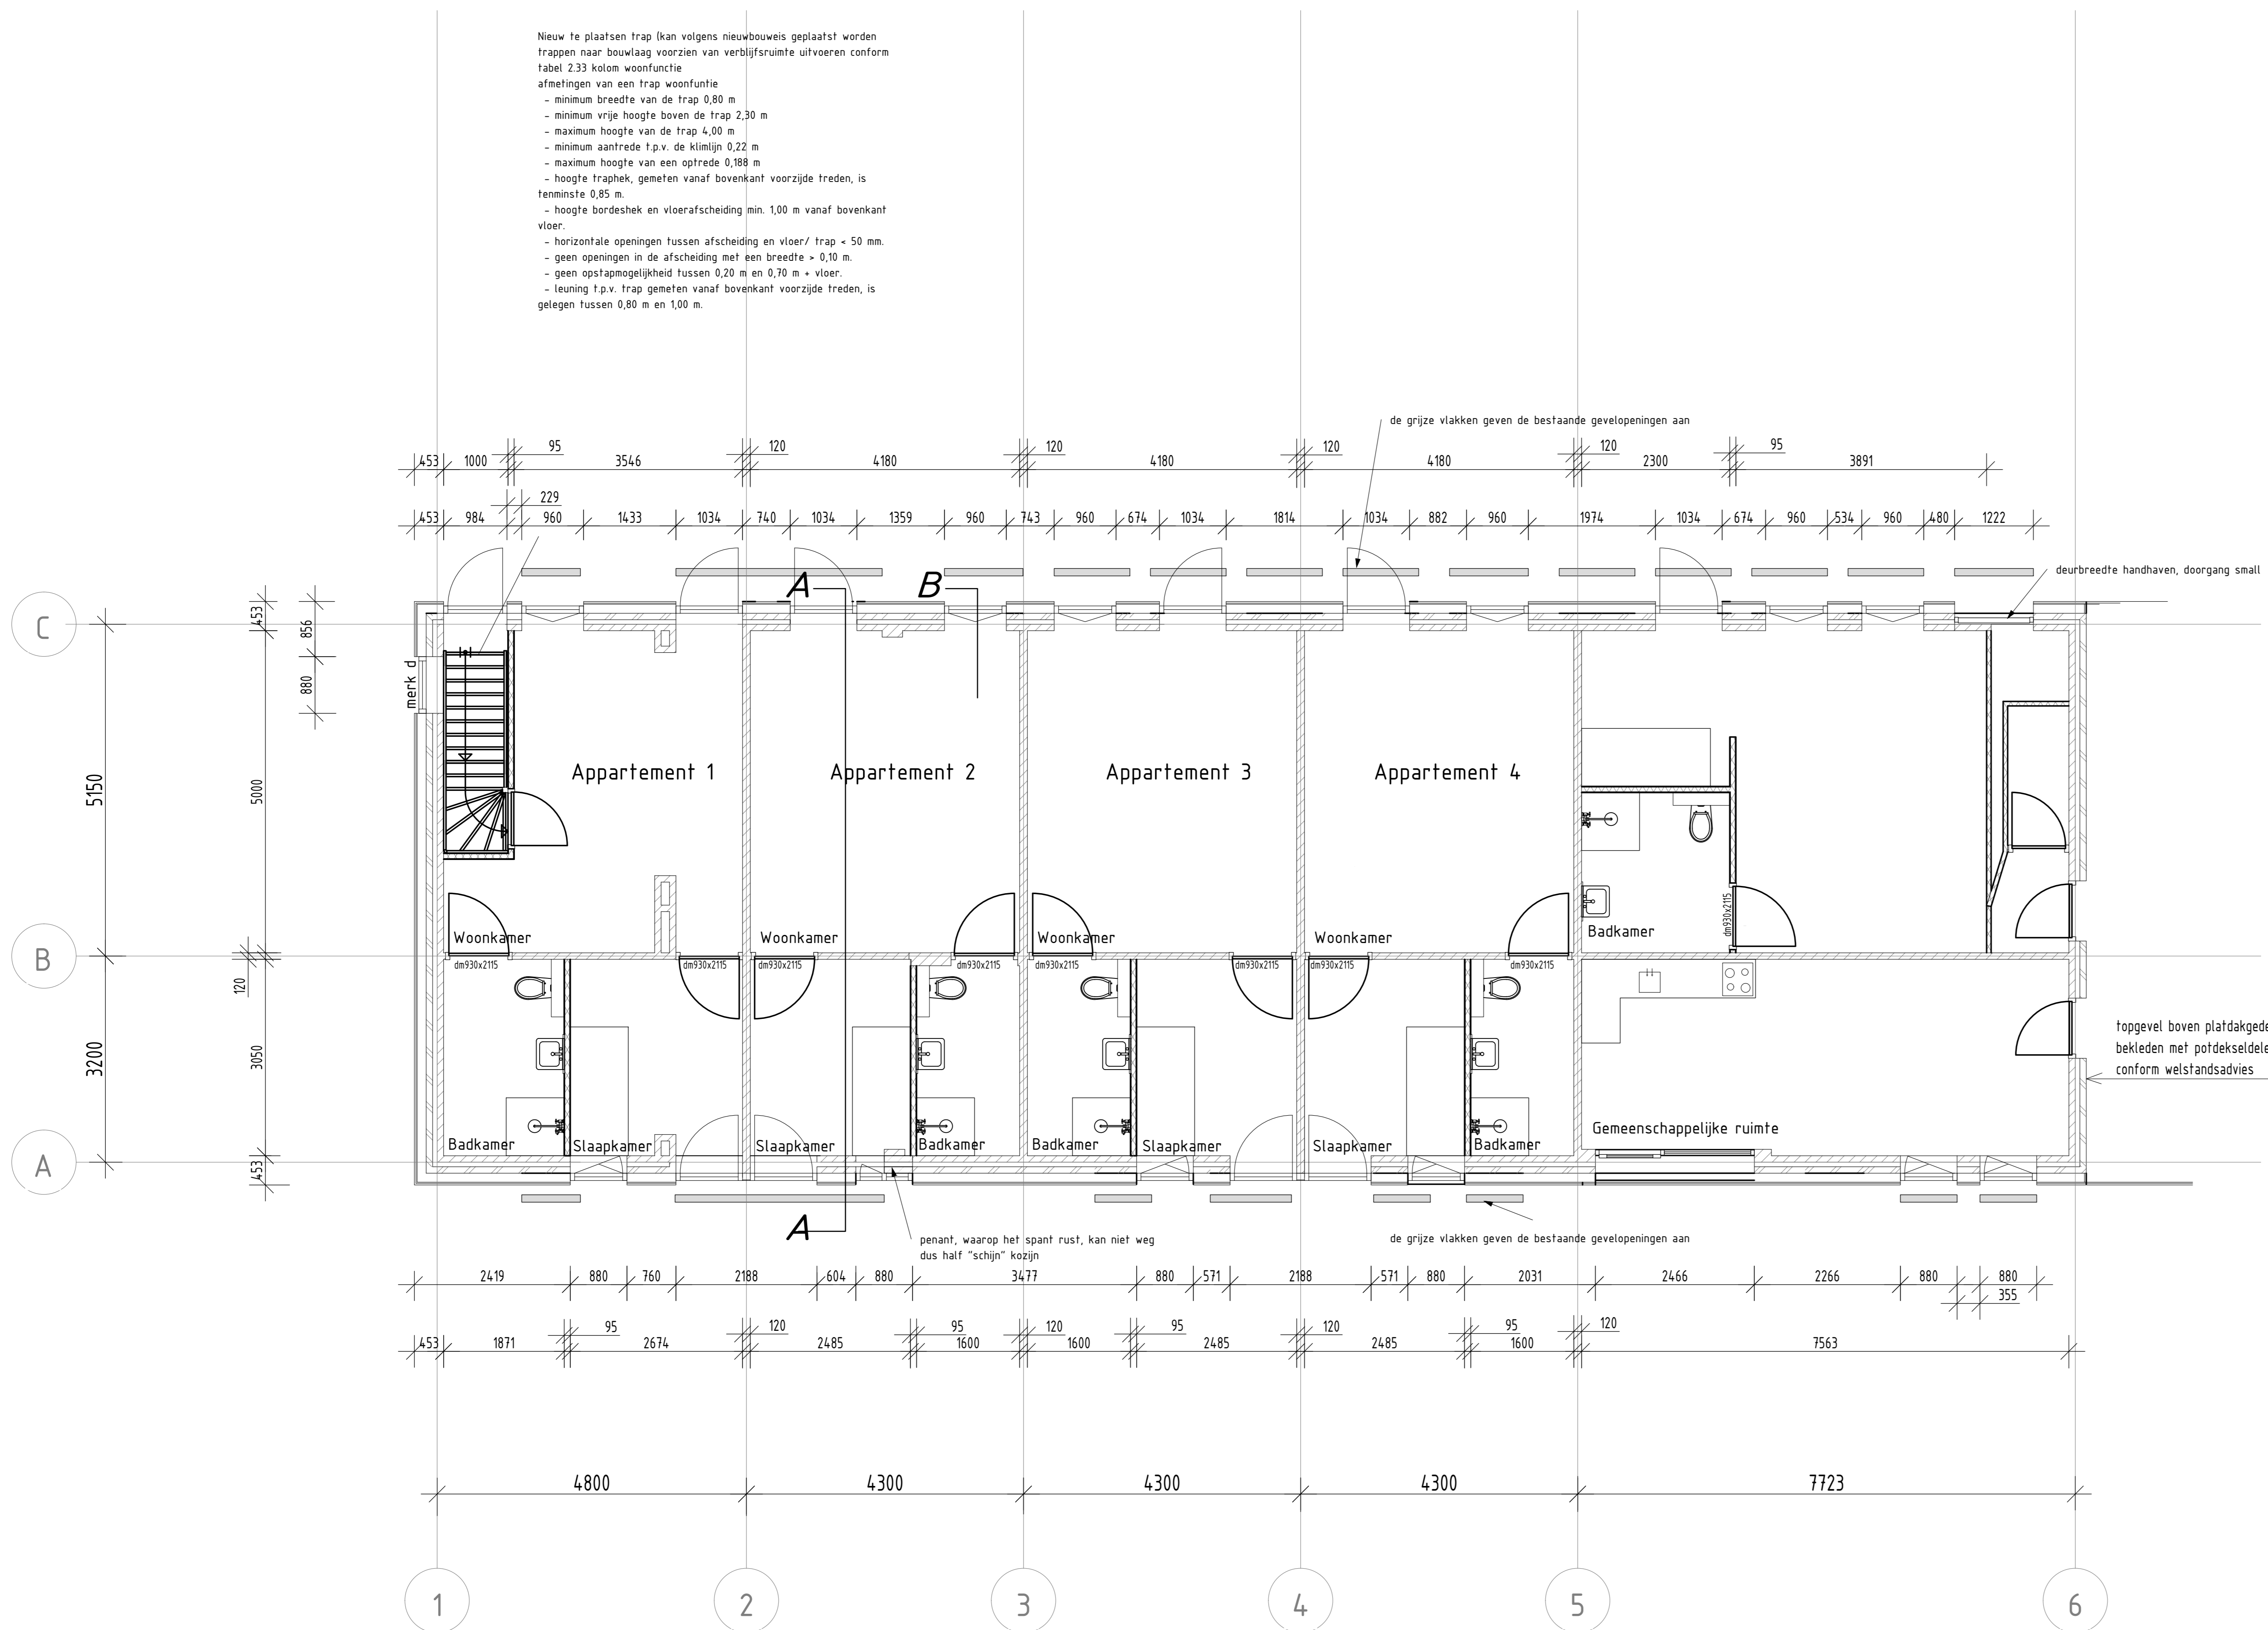 Nieuw te plaatsen trap (kan volgens nieuwbouweis geplaatst worden
trappen naar bouwlaag voorzien van verblijfsruimte uitvoeren conform
tabel 2.33 kolom woonfunctie
afmetingen van een trap woonfuntie
- minimum breedte van de trap 0,80 m
- minimum vrije hoogte boven de trap 2,30 m
- maximum hoogte van de trap 4,00 m
- minimum aantrede t.p.v. de klimlijn 0,22 m
- maximum hoogte van een optrede 0,188 m
- hoogte traphek, gemeten vanaf bovenkant voorzijde treden, is
tenminste 0,85 m.
- hoogte bordeshek en vloerafscheiding min. 1,00 m vanaf bovenkant
vloer.
- horizontale openingen tussen afscheiding en vloer/ trap < 50 mm.
- geen openingen in de afscheiding met een breedte > 0,10 m.
- geen opstapmogelijkheid tussen 0,20 m en 0,70 m + vloer.
- leuning t.p.v. trap gemeten vanaf bovenkant voorzijde treden, is
gelegen tussen 0,80 m en 1,00 m.
de grijze vlakken geven de bestaande gevelopeningen aan
95 120 120 120 120 95
453 1000 3546 4180 4180 4180 2300 3891
229
453 984 960 1433 1034 740 1034 1359 960 743 960 674 1034 1814 1034 882 960 1974 1034 674 960 534 960 480 1222
deurbreedte handhaven, doorgang small
A B
C
453
856
880
merk d
5150
5000
Appartement 1 Appartement 2 Appartement 3 Appartement 4
dm930x2115
Badkamer
Woonkamer Woonkamer Woonkamer Woonkamer
B
dm930x2115 dm930x2115 dm930x2115 dm930x2115 dm930x2115 dm930x2115 dm930x2115 dm930x2115
120
3200
3050
topgevel boven platdakgede
bekleden met potdekseldele
conform welstandsadvies
Gemeenschappelijke ruimte
Badkamer Slaapkamer Slaapkamer Badkamer Badkamer Slaapkamer Slaapkamer Badkamer
A
453
A
penant, waarop het spant rust, kan niet weg
dus half "schijn" kozijn
de grijze vlakken geven de bestaande gevelopeningen aan
2419 880 760 2188 604 880 3477 880 571 2188 571 880 2031 2466 2266 880 880
355
95 120 95 120 95 120 95 120
453 1871 2674 2485 1600 1600 2485 2485 1600 7563
4800 4300 4300 4300 7723
1 2 3 4 5 6